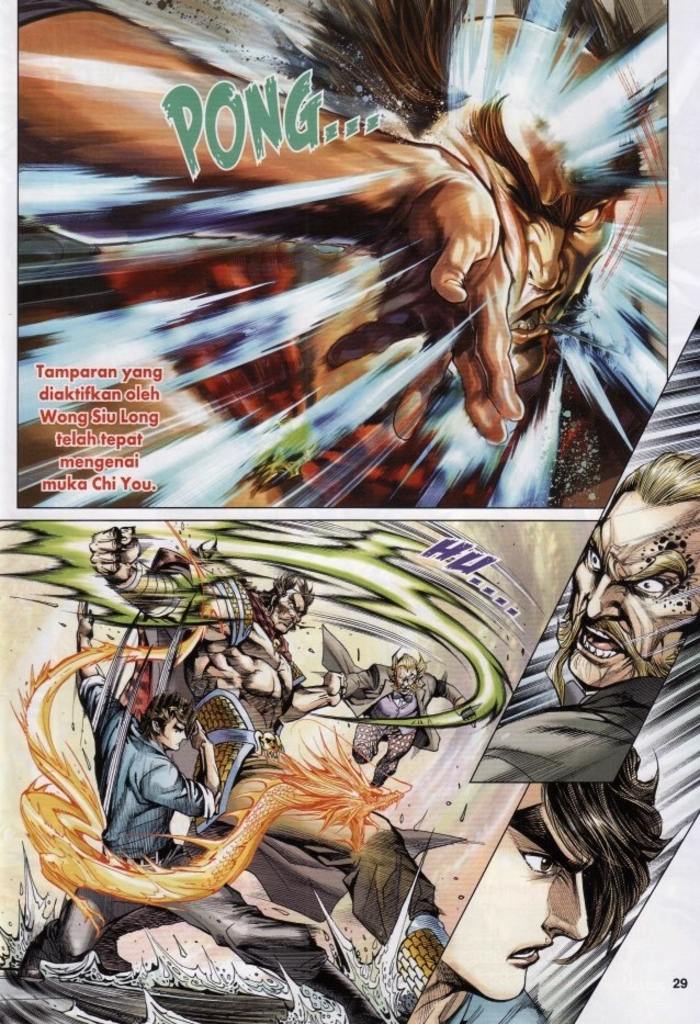 PONG...
Tamparan yang
diaktifkan oleh
Wong Siu Long
telah tepat
mengenai
muka Chi You.
HU....
29